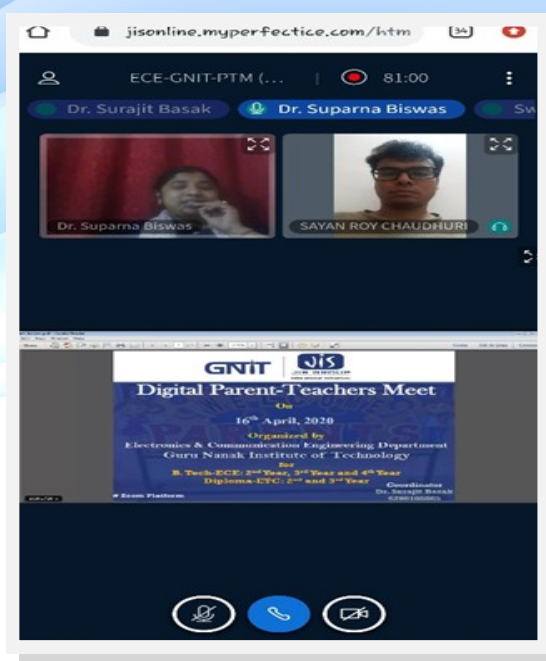 jisonline.myperfectice.com/htm
34
ECE-GNIT-PTM (... | 81:00
Dr. Surajit Basak
Dr. Suparna Biswas
Sw
Dr. Suparna Biswas
SAYAN ROY CHAUDHURI
GNIT
JIS
Digital Parent-Teachers Meet
On
16th April, 2020
Organized by
Electronics & Communication Engineering Department
Guru Nanak Institute of Technology
for
B. Tech-ECE: 2nd Year, 3rd Year and 4th Year
Diploma-ETC: 2nd and 3rd Year
Coordinator
Dr. Surajit Basak